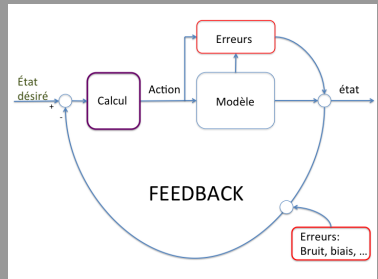 Erreurs
État
désiré
+
-
Calcul
Action
Modèle
état
FEEDBACK
Erreurs:
Bruit, biais, ...